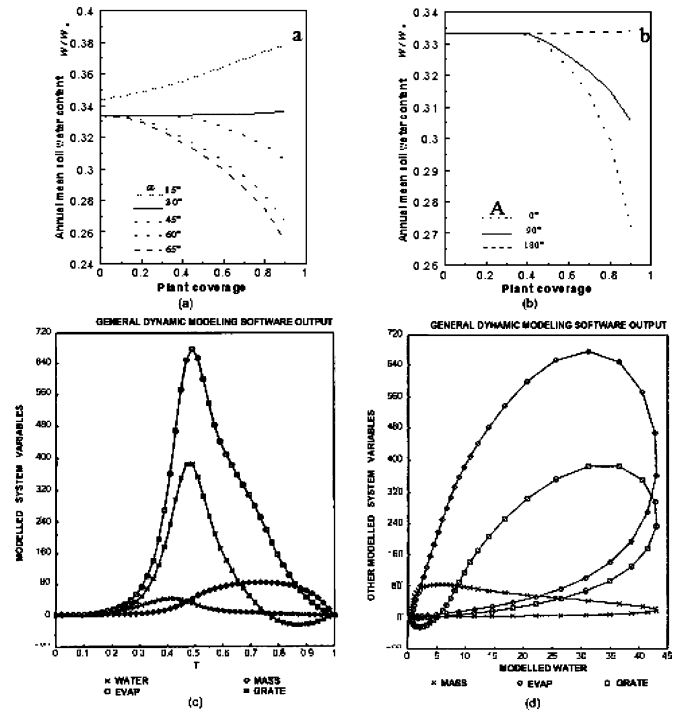 a
b
Annual mean soil water content W/W*
0.4
0.38
0.36
0.34
0.32
0.3
0.28
0.26
0.24
α 15°
30°
45°
60°
65°
0 0.2 0.4 0.6 0.8 1
Plant coverage
(a)
Annual mean soil water content W/W*
0.34
0.33
0.32
0.31
0.3
0.29
0.28
0.27
0.26
A
0°
90°
180°
0 0.2 0.4 0.6 0.8 1
Plant coverage
(b)
GENERAL DYNAMIC MODELING SOFTWARE OUTPUT
MODELLED SYSTEM VARIABLES
720
640
560
480
400
320
240
160
80
0
0 0.1 0.2 0.3 0.4 0.5 0.6 0.7 0.8 0.9 1
T
WATER MASS
EVAP GRATE
(c)
GENERAL DYNAMIC MODELING SOFTWARE OUTPUT
OTHER MODELLED SYSTEM VARIABLES
720
640
560
480
400
320
240
160
80
0
0 5 10 15 20 25 30 35 40 45
MODELLED WATER
MASS EVAP GRATE
(d)